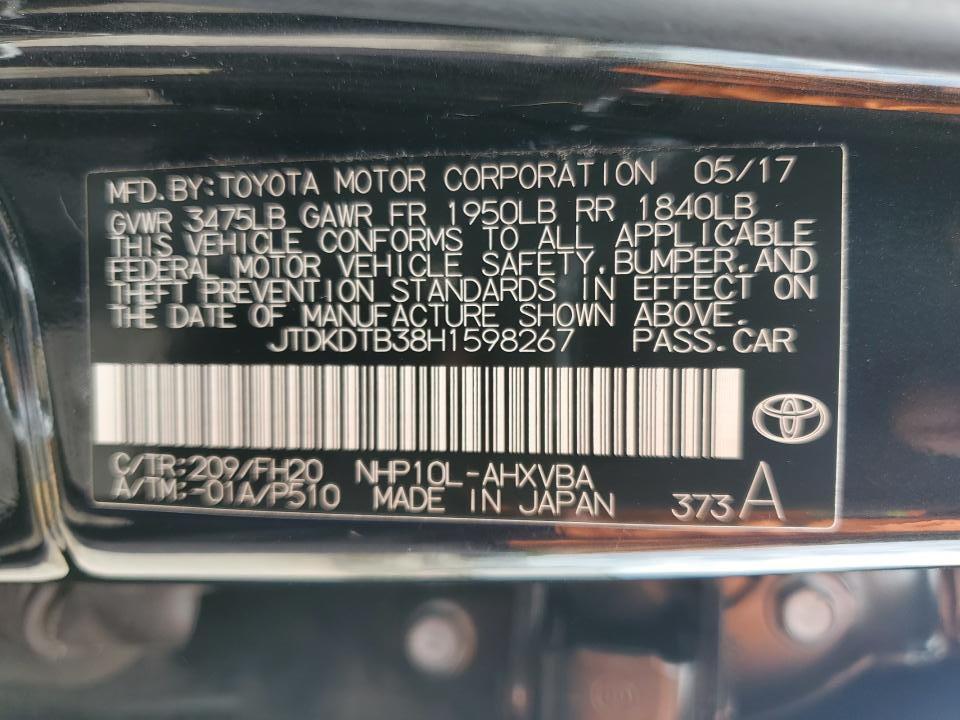 MFD.BY:TOYOTA MOTOR CORPORATION 05/17
GVWR 3475LB GAWR FR 1950LB RR 1840LB
THIS VEHICLE CONFORMS TO ALL APPLICABLE
FEDERAL MOTOR VEHICLE SAFETY,BUMPER,AND
THEFT PREVENTION STANDARDS IN EFFECT ON
THE DATE OF MANUFACTURE SHOWN ABOVE.
JTDKDTB38H1598267 PASS.CAR
C/TR:209/FH20 NHP10L-AHXVBA
A/TM:-01A/P510 MADE IN JAPAN 373 A